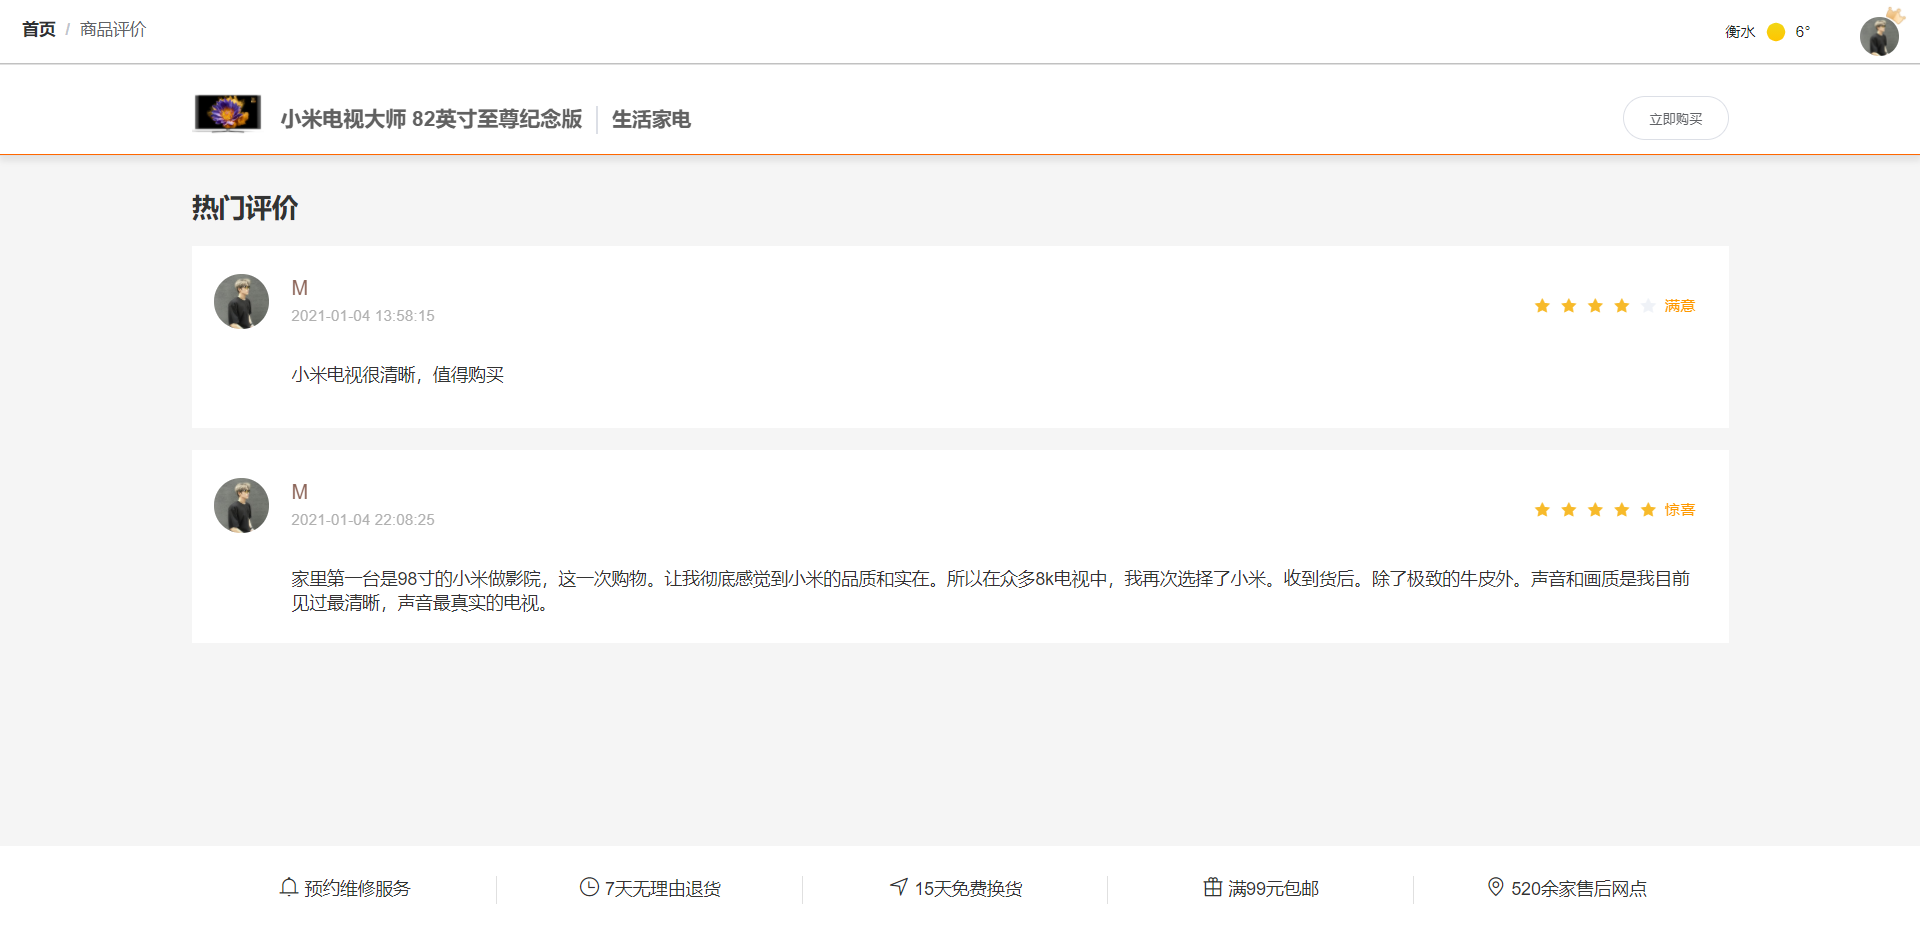 首页 / 商品评价
衡水 6°
小米电视大师 82英寸至尊纪念版 生活家电
立即购买
热门评价
M
2021-01-04 13:58:15
满意
小米电视很清晰，值得购买
M
2021-01-04 22:08:25
惊喜
家里第一台是98寸的小米做影院，这一次购物。让我彻底感觉到小米的品质和实在。所以在众多8k电视中，我再次选择了小米。收到货后。除了极致的牛皮外。声音和画质是我目前
见过最清晰，声音最真实的电视。
预约维修服务 7天无理由退货 15天免费换货 满99元包邮 520余家售后网点